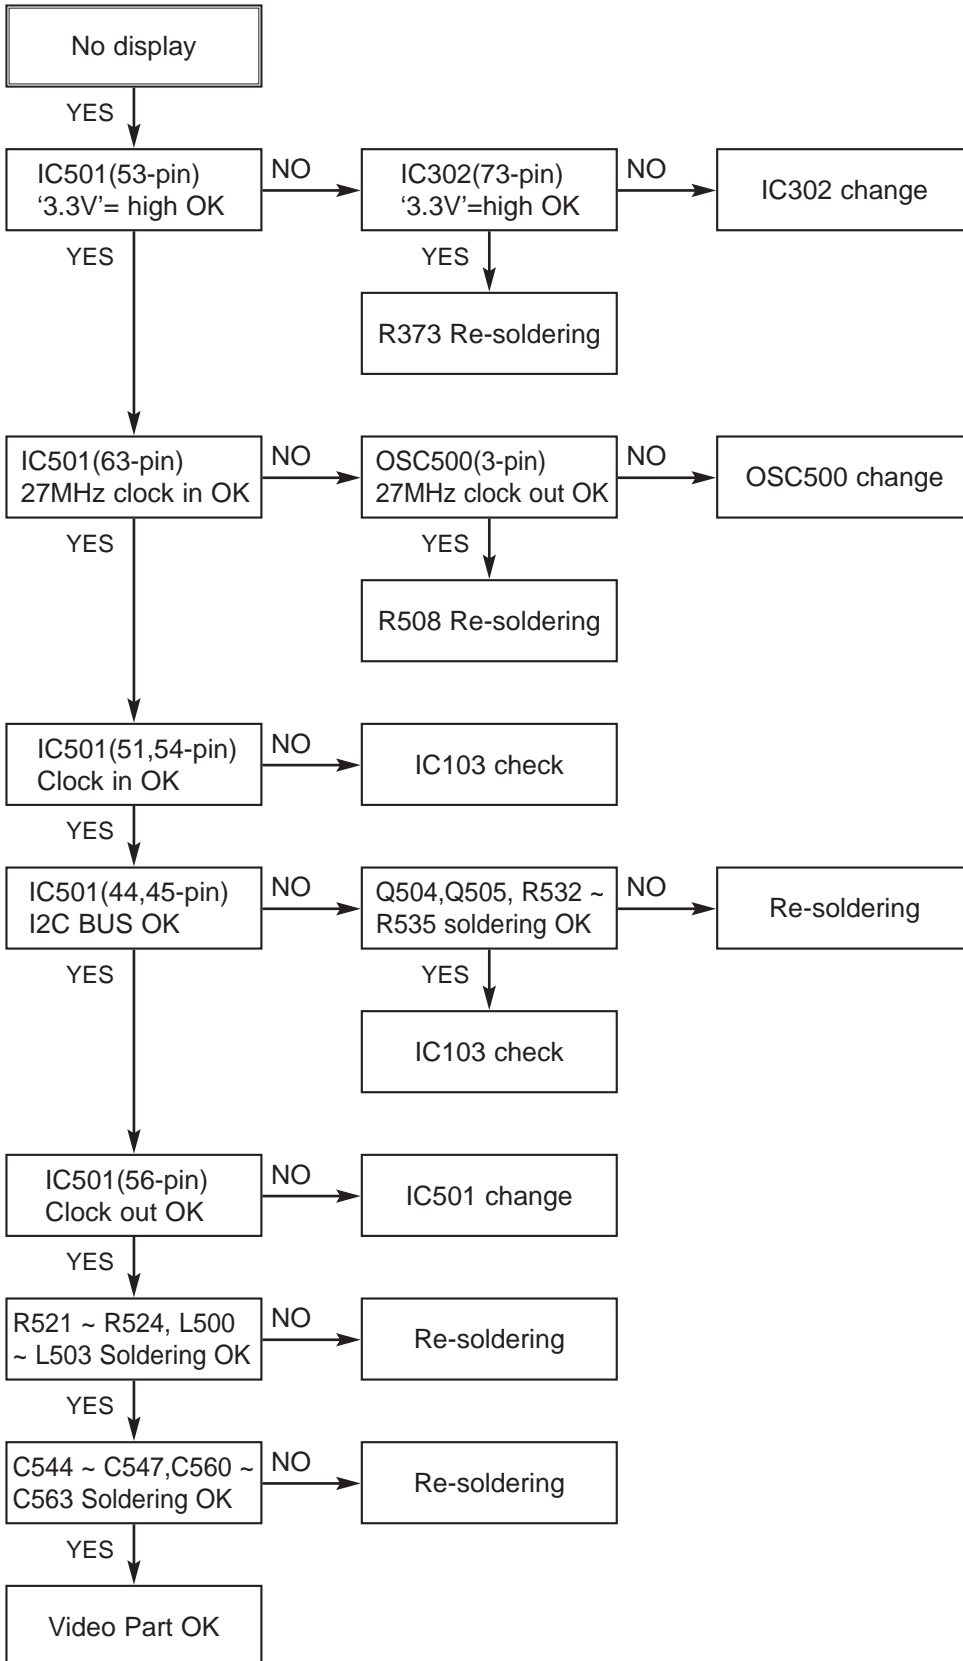 No display
YES
IC501(53-pin)
‘3.3V’= high OK
NO
IC302(73-pin)
‘3.3V’=high OK
NO
IC302 change
YES
YES
R373 Re-soldering
IC501(63-pin)
27MHz clock in OK
NO
OSC500(3-pin)
27MHz clock out OK
NO
OSC500 change
YES
YES
R508 Re-soldering
IC501(51,54-pin)
Clock in OK
NO
IC103 check
YES
IC501(44,45-pin)
I2C BUS OK
NO
Q504,Q505, R532 ~
R535 soldering OK
NO
Re-soldering
YES
YES
IC103 check
IC501(56-pin)
Clock out OK
NO
IC501 change
YES
R521 ~ R524, L500
~ L503 Soldering OK
NO
Re-soldering
YES
C544 ~ C547,C560 ~
C563 Soldering OK
NO
Re-soldering
YES
Video Part OK